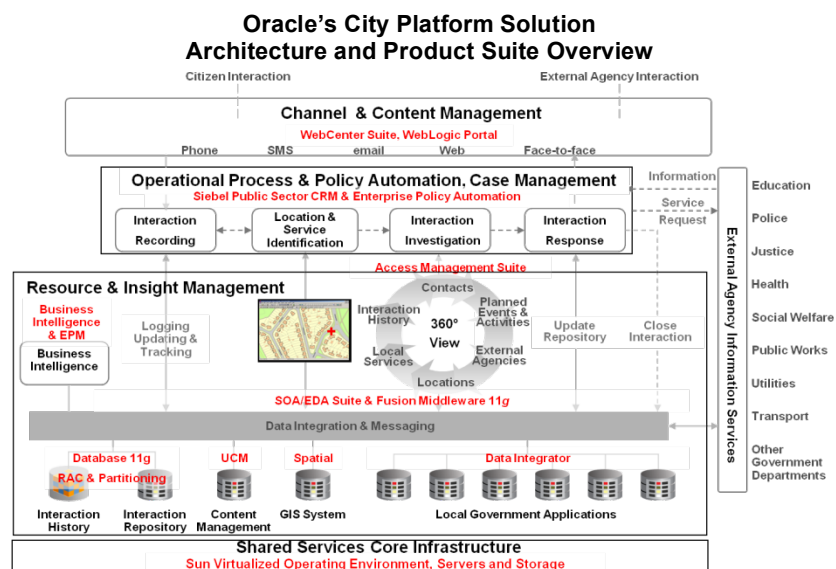 Oracle's City Platform Solution
Architecture and Product Suite Overview
Citizen Interaction
External Agency Interaction
Channel & Content Management
WebCenter Suite, WebLogic Portal
Phone SMS email Web Face-to-face
Operational Process & Policy Automation, Case Management
Siebel Public Sector CRM & Enterprise Policy Automation
Interaction
Recording
Location &
Service
Identification
Interaction
Investigation
Interaction
Response
Information
Service
Request
External Agency Information Services
Education
Police
Justice
Health
Social Welfare
Public Works
Utilities
Transport
Other
Government
Departments
Access Management Suite
Resource & Insight Management
Business
Intelligence
& EPM
Business
Intelligence
Logging
Updating &
Tracking
Contacts
Interaction
History
Planned
Events &
Activities
360°
View
Local
Services
External
Agencies
Locations
Update
Repository
Close
Interaction
SOA/EDA Suite & Fusion Middleware 11g
Data Integration & Messaging
Database 11g
RAC & Partitioning
UCM
Spatial
Data Integrator
Interaction
History
Interaction
Repository
Content
Management
GIS System
Local Government Applications
Shared Services Core Infrastructure
Sun Virtualized Operating Environment, Servers and Storage